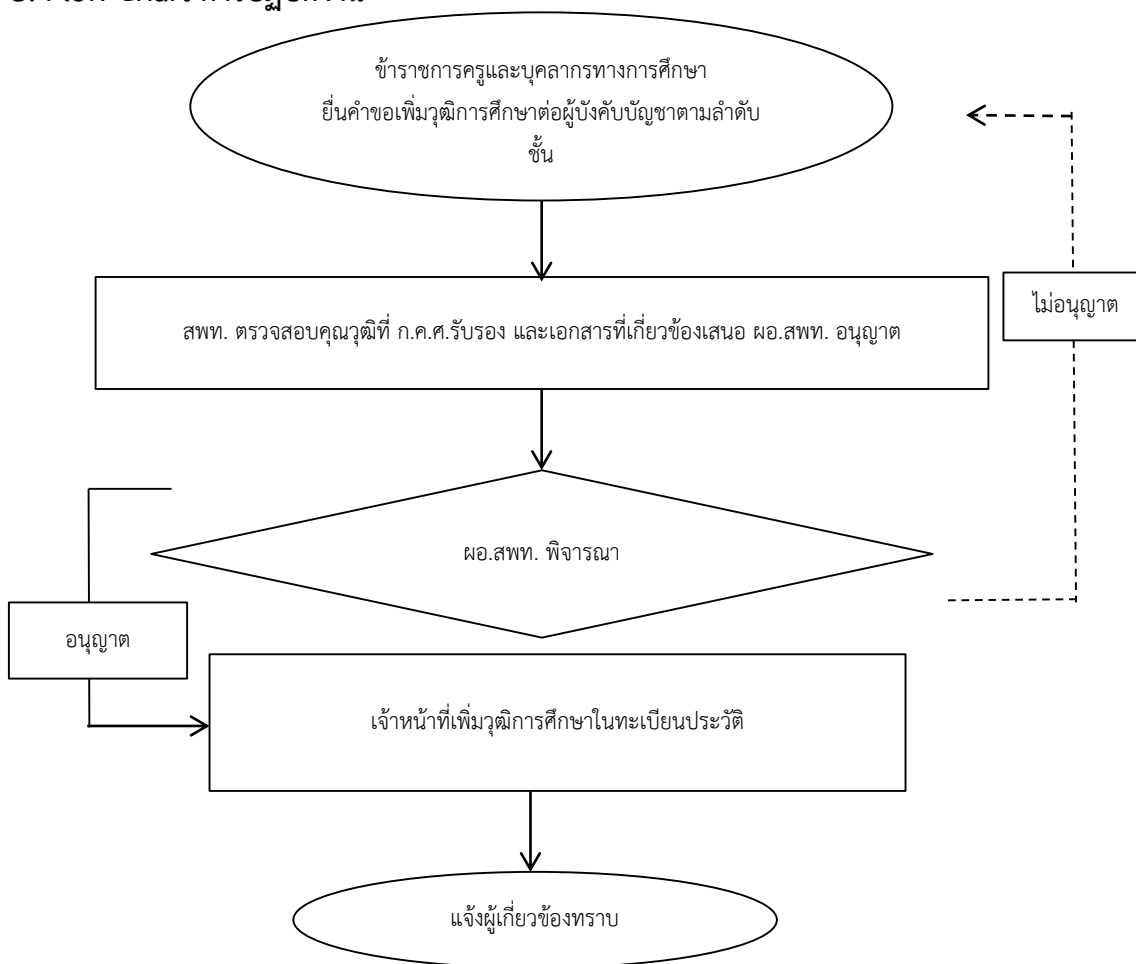 ข้าราชการครูและบุคลากรทางการศึกษา
ยื่นคำขอเพิ่มวุฒิการศึกษาต่อผู้บังคับบัญชาตามลำดับ
ชั้น
สพท. ตรวจสอบคุณวุฒิที่ ก.ค.ศ.รับรอง และเอกสารที่เกี่ยวข้องเสนอ ผอ.สพท. อนุญาต
ไม่อนุญาต
ผอ.สพท. พิจารณา
อนุญาต
เจ้าหน้าที่เพิ่มวุฒิการศึกษาในทะเบียนประวัติ
แจ้งผู้เกี่ยวข้องทราบ